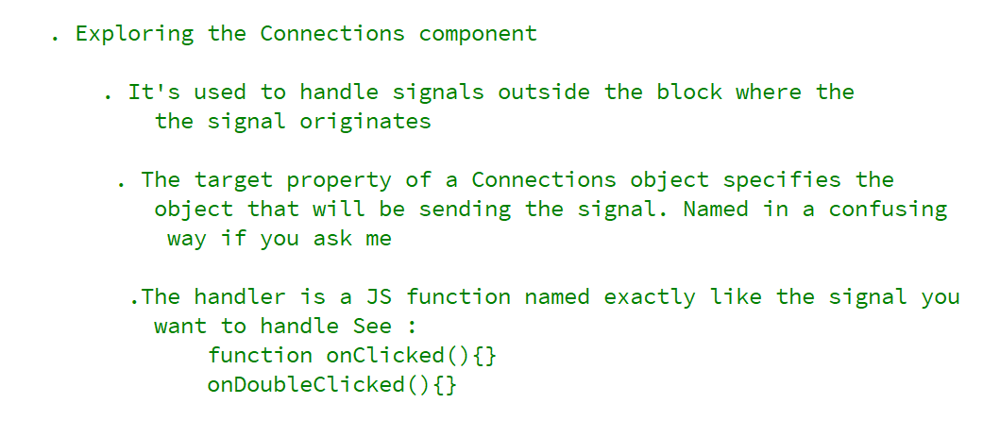 . Exploring the Connections component
. It's used to handle signals outside the block where the
the signal originates
. The target property of a Connections object specifies the
object that will be sending the signal. Named in a confusing
way if you ask me
.The handler is a JS function named exactly like the signal you
want to handle See :
function onClicked(){}
onDoubleClicked(){}